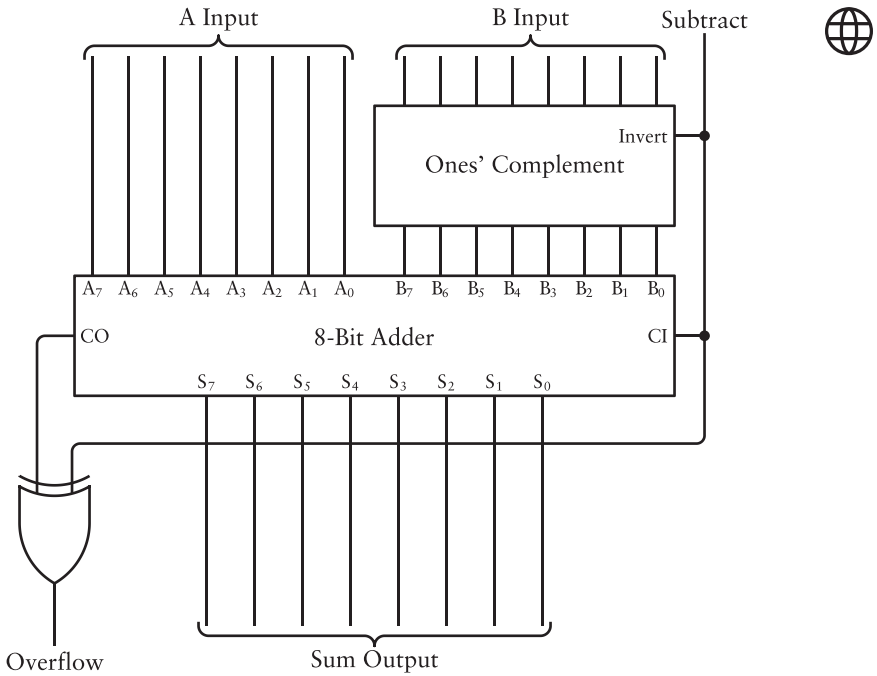 A Input
B Input
Subtract
Invert
Ones’ Complement
A₇ A₆ A₅ A₄ A₃ A₂ A₁ A₀ B₇ B₆ B₅ B₄ B₃ B₂ B₁ B₀
CO 8-Bit Adder CI
S₇ S₆ S₅ S₄ S₃ S₂ S₁ S₀
Overflow
Sum Output